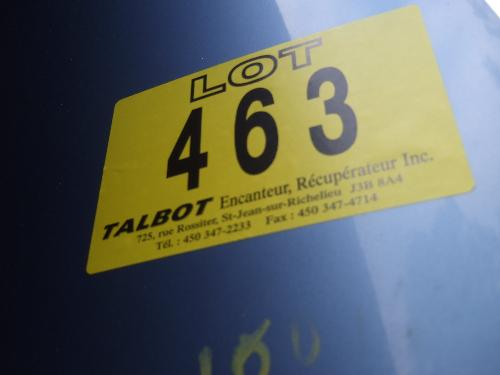 LOT
463
TALBOT Encanteur, Récupérateur Inc.
725, rue Rossiter, St-Jean-sur-Richelieu J3B 8A4
Tél. : 450 347-2233 Fax : 450 347-4714